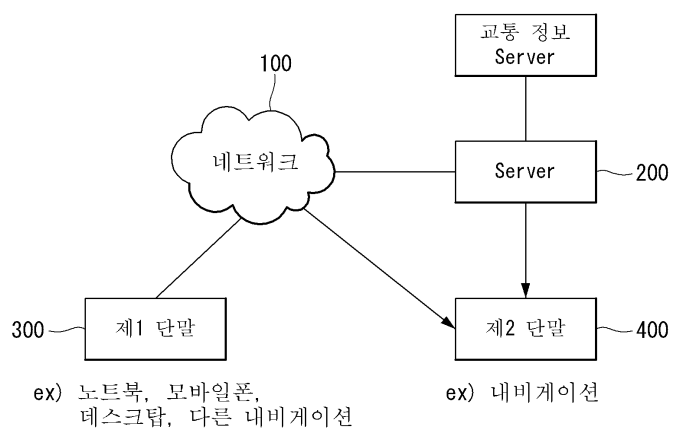 교통 정보
Server
100
네트워크
Server
200
300
제1 단말
제2 단말
400
ex) 노트북, 모바일폰,
데스크탑, 다른 내비게이션
ex) 내비게이션